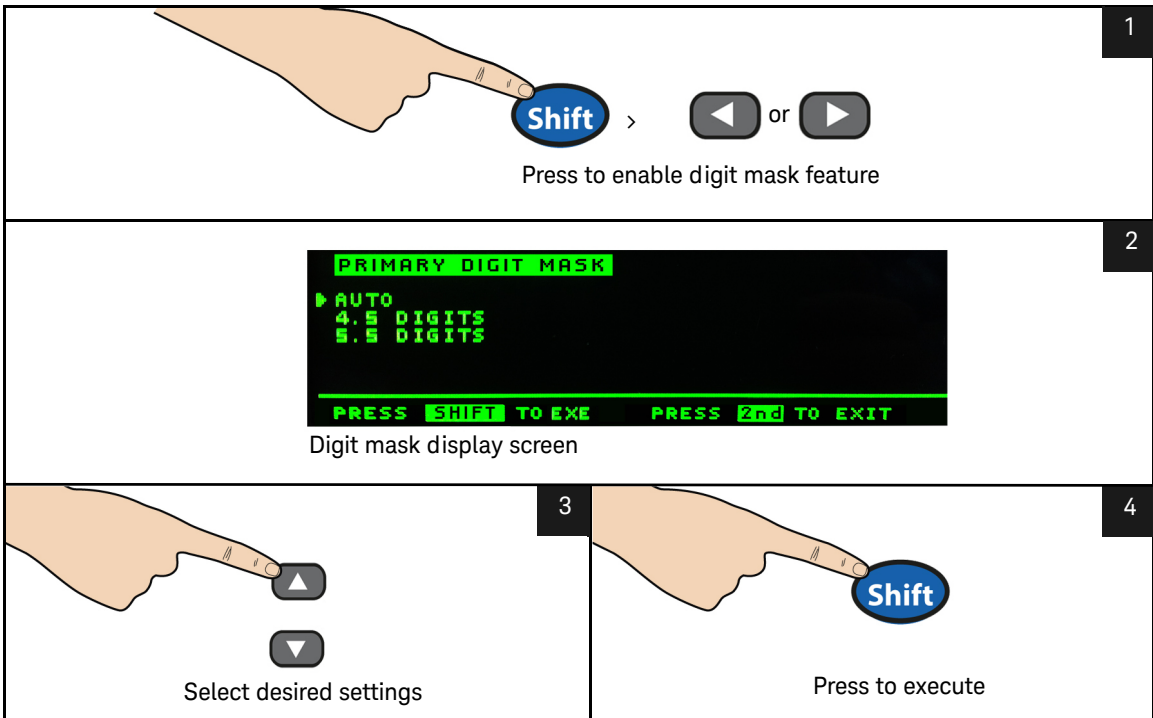 1
Shift > or
Press to enable digit mask feature
2
PRIMARY DIGIT MASK
AUTO
4.5 DIGITS
5.5 DIGITS
PRESS SHIFT TO EXE PRESS 2nd TO EXIT
Digit mask display screen
3
Select desired settings
4
Shift
Press to execute